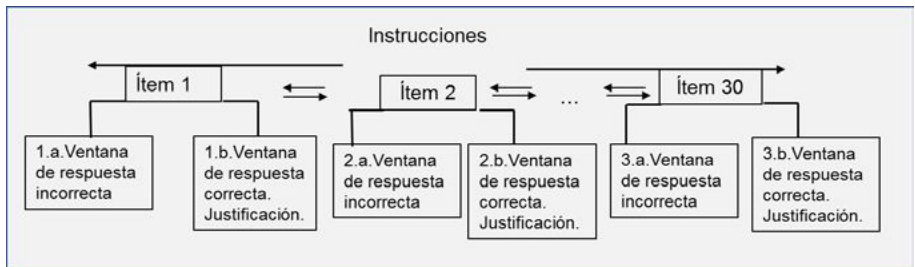 Instrucciones
Ítem 1
Ítem 2
...
Ítem 30
1.a.Ventana
de respuesta
incorrecta
1.b.Ventana
de respuesta
correcta.
Justificación.
2.a.Ventana
de respuesta
incorrecta
2.b.Ventana
de respuesta
correcta.
Justificación.
3.a.Ventana
de respuesta
incorrecta
3.b.Ventana
de respuesta
correcta.
Justificación.